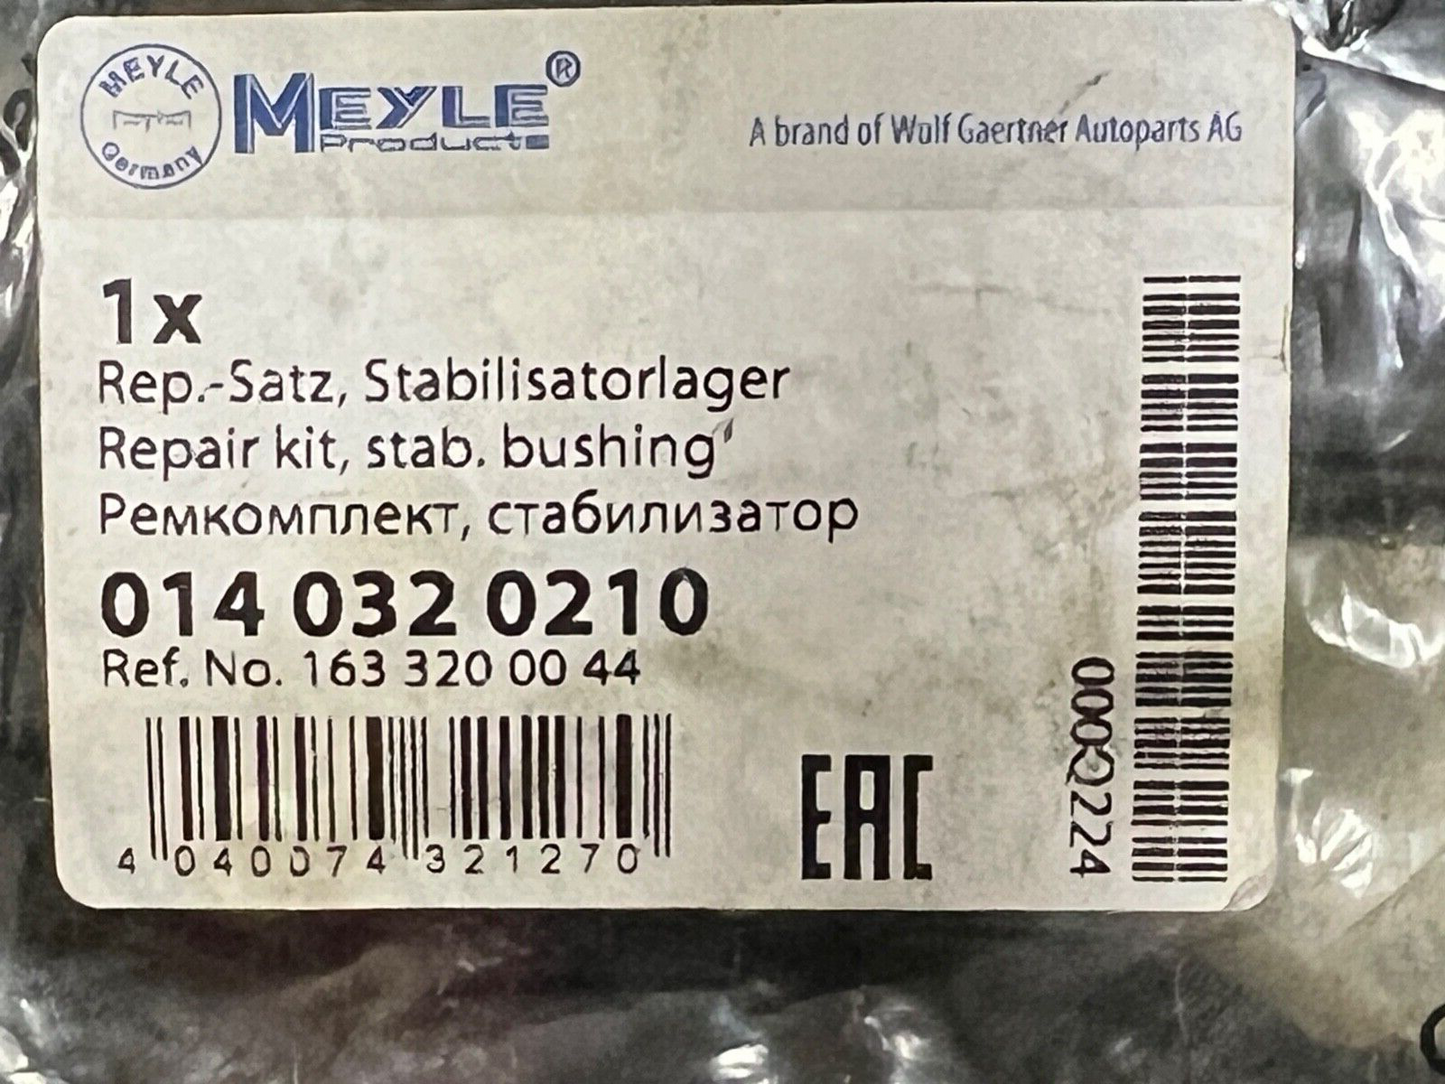 MEYLE
Germany
MEYLE®
Products
A brand of Wolf Gaertner Autoparts AG
1x
Rep.-Satz, Stabilisatorlager
Repair kit, stab. bushing
Ремкомплект, стабилизатор
014 032 0210
Ref. No. 163 320 00 44
4 040074 321270
EAC
0002224